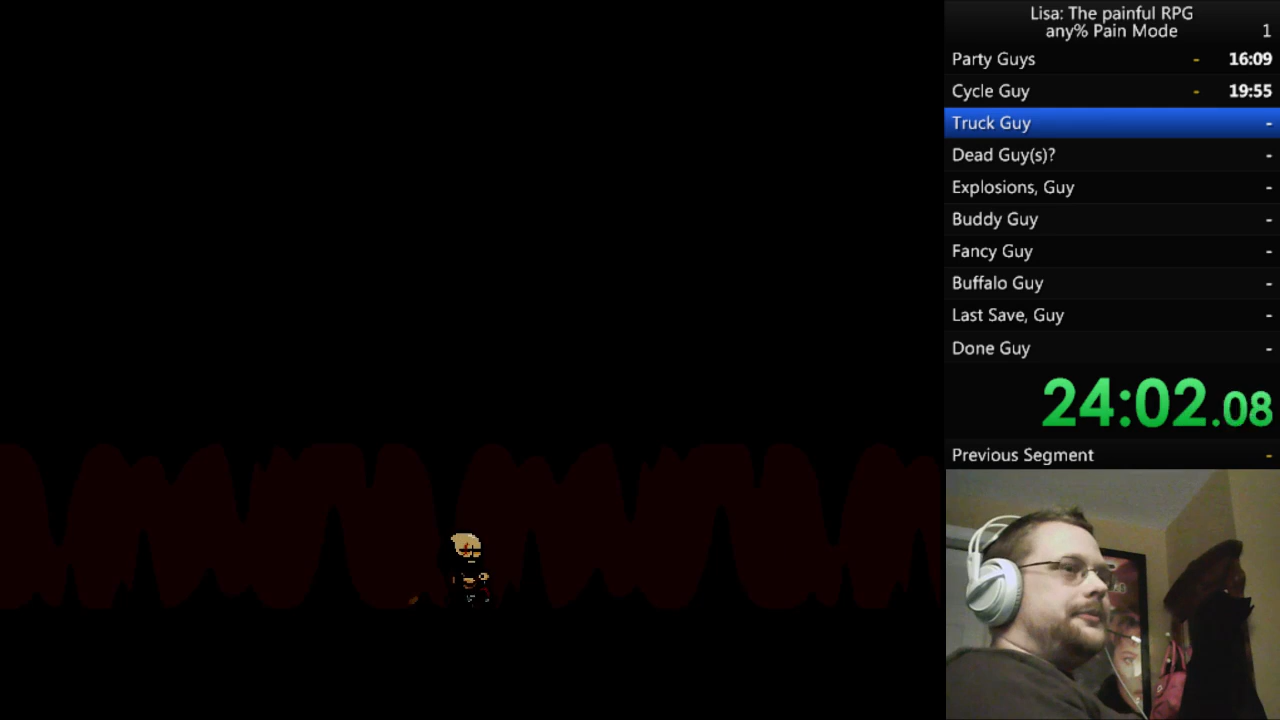 Lisa: The painful RPG
any% Pain Mode 1
Party Guys - 16:09
Cycle Guy - 19:55
Truck Guy -
Dead Guy(s)? -
Explosions, Guy -
Buddy Guy -
Fancy Guy -
Buffalo Guy -
Last Save, Guy -
Done Guy -
24:02.08
Previous Segment -